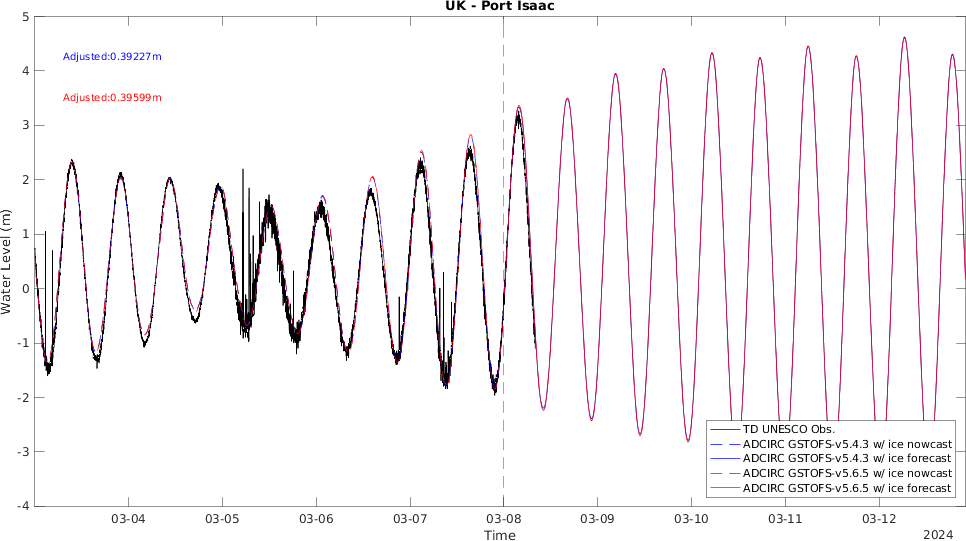 UK - Port Isaac
5
4
3
2
1
0
-1
-2
-3
-4
Water Level (m)
Adjusted:0.39227m
Adjusted:0.39599m
TD UNESCO Obs.
ADCIRC GSTOFS-v5.4.3 w/ ice nowcast
ADCIRC GSTOFS-v5.4.3 w/ ice forecast
ADCIRC GSTOFS-v5.6.5 w/ ice nowcast
ADCIRC GSTOFS-v5.6.5 w/ ice forecast
03-04 03-05 03-06 03-07 03-08 03-09 03-10 03-11 03-12
Time
2024